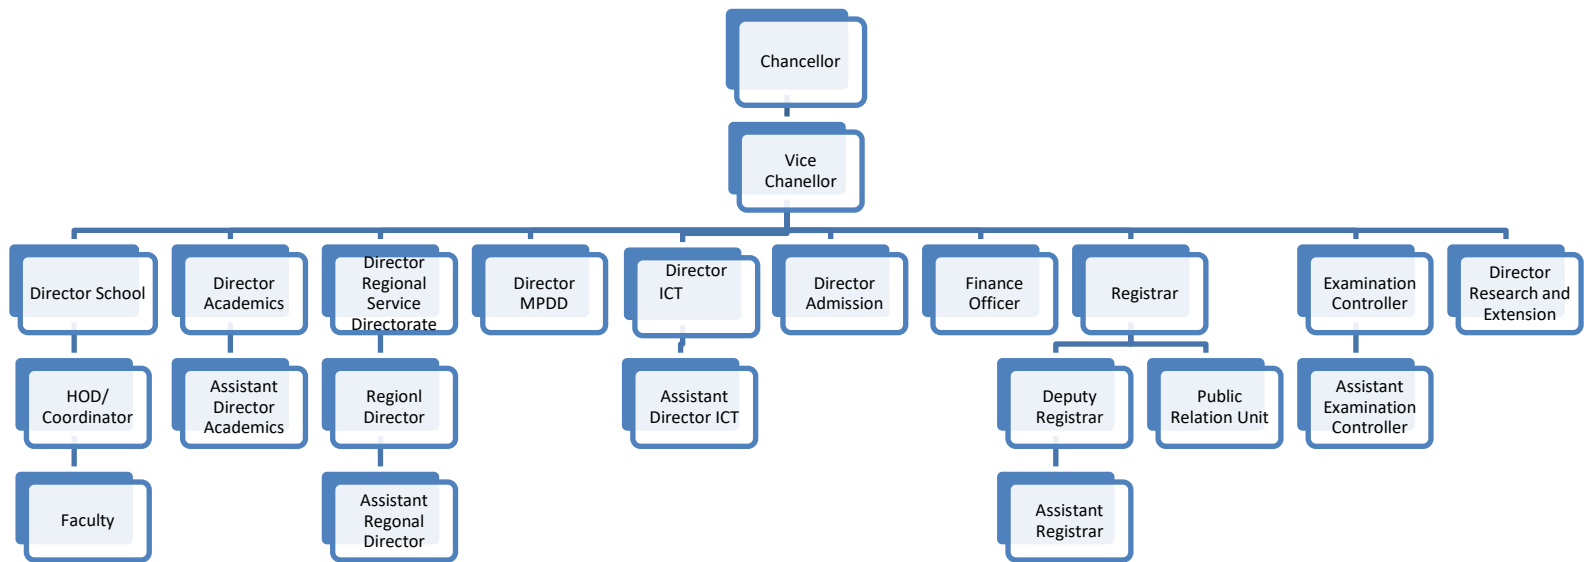 Chancellor
Vice
Chanellor
Director School
Director
Academics
Director
Regional
Service
Directorate
Director
MPDD
Director
ICT
Director
Admission
Finance
Officer
Registrar
Examination
Controller
Director
Research and
Extension
HOD/
Coordinator
Assistant
Director
Academics
Regionl
Director
Assistant
Director ICT
Deputy
Registrar
Public
Relation Unit
Assistant
Examination
Controller
Faculty
Assistant
Regonal
Director
Assistant
Registrar